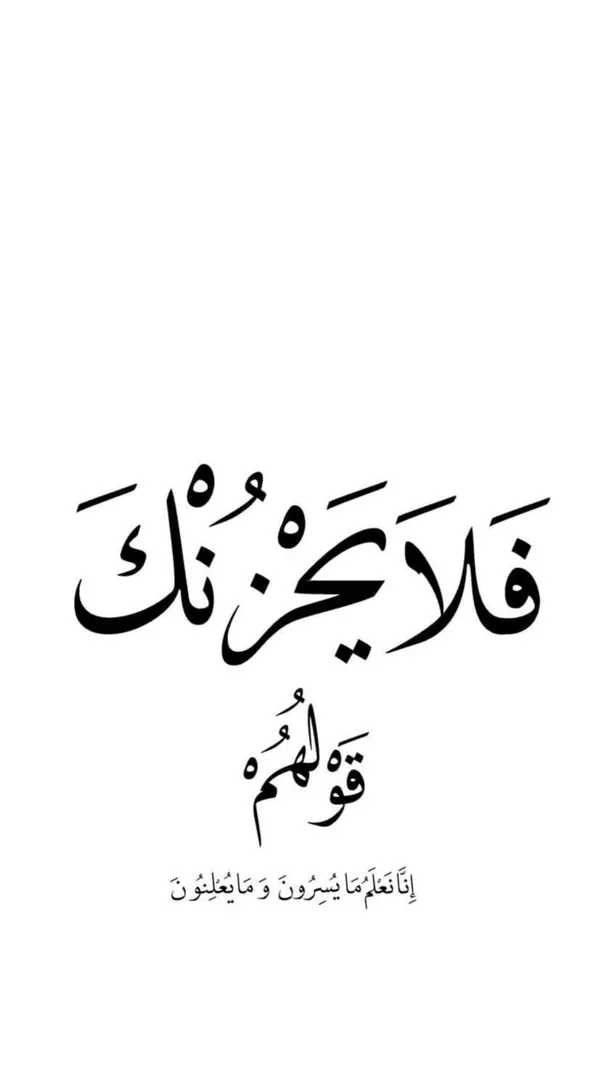 فَلَا يَحْزُنْكَ
قَوْلُهُمْ
إِنَّا نَعْلَمُ مَا يُسِرُونَ وَ مَا يُعْلِنُونَ